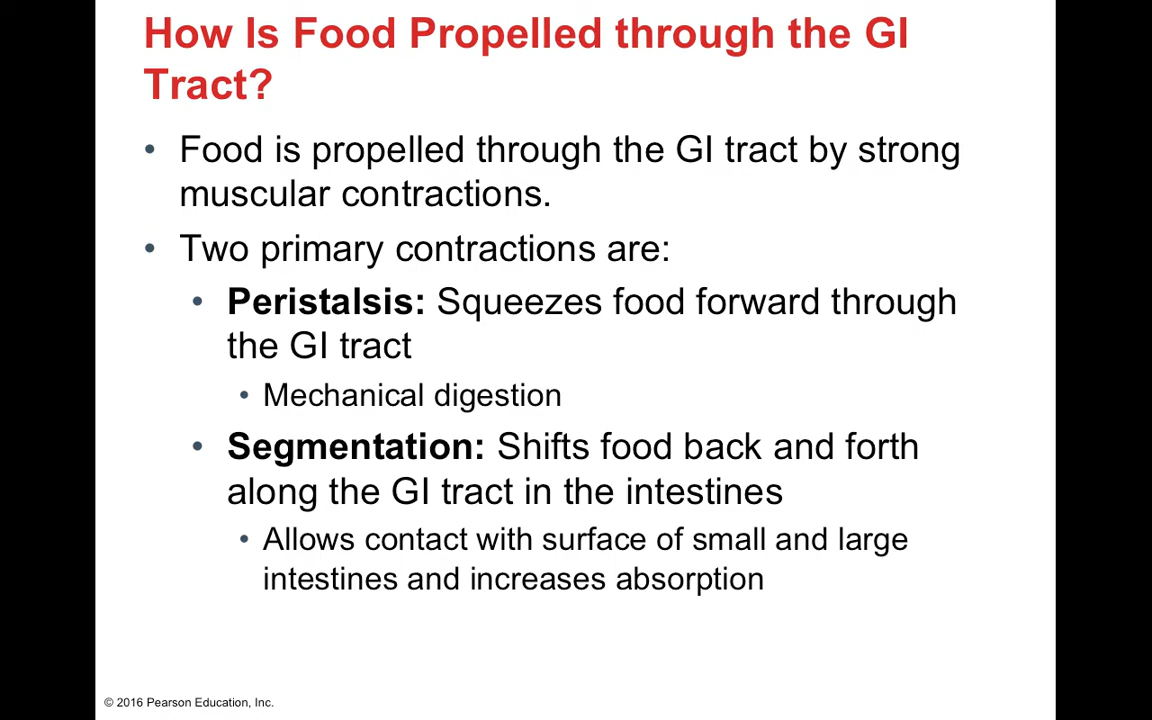 How Is Food Propelled through the GI
Tract?
• Food is propelled through the GI tract by strong
muscular contractions.
• Two primary contractions are:
• Peristalsis: Squeezes food forward through
the GI tract
• Mechanical digestion
• Segmentation: Shifts food back and forth
along the GI tract in the intestines
• Allows contact with surface of small and large
intestines and increases absorption
© 2016 Pearson Education, Inc.